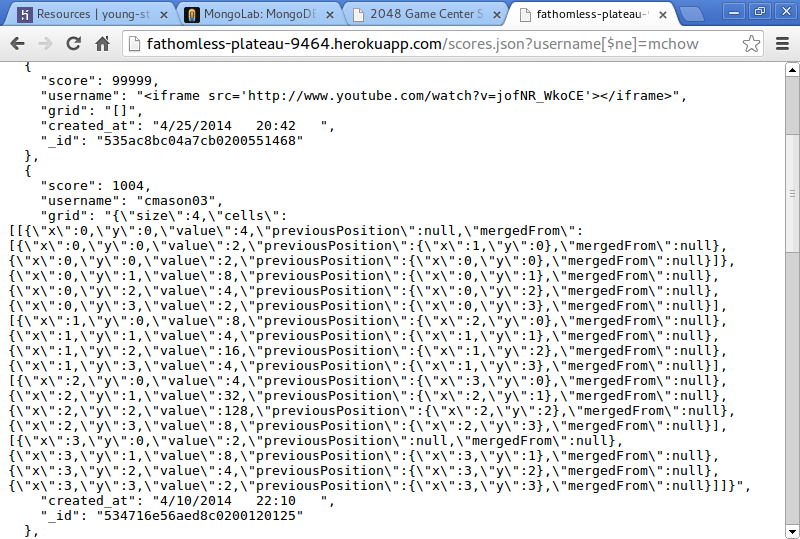 Resources | young-st
MongoLab: MongoDB
2048 Game Center S
fathomless-plateau-9
fathomless-plateau-9464.herokuapp.com/scores.json?username[$ne]=mchow
{
"score": 99999,
"username": "<iframe src='http://www.youtube.com/watch?v=jofNR_WkoCE'></iframe>",
"grid": "[]",
"created_at": "4/25/2014   20:42   ",
"_id": "535ac8bc04a7cb0200551468"
},
{
"score": 1004,
"username": "cmason03",
"grid": "{\"size\":4,\"cells\":
[[{\"x\":0,\"y\":0,\"value\":4,\"previousPosition\":null,\"mergedFrom\":
[{\"x\":0,\"y\":0,\"value\":2,\"previousPosition\":{\"x\":1,\"y\":0},\"mergedFrom\":null},
{\"x\":0,\"y\":0,\"value\":2,\"previousPosition\":{\"x\":0,\"y\":0},\"mergedFrom\":null}]},
{\"x\":0,\"y\":1,\"value\":8,\"previousPosition\":{\"x\":0,\"y\":1},\"mergedFrom\":null},
{\"x\":0,\"y\":2,\"value\":4,\"previousPosition\":{\"x\":0,\"y\":2},\"mergedFrom\":null},
{\"x\":0,\"y\":3,\"value\":2,\"previousPosition\":{\"x\":0,\"y\":3},\"mergedFrom\":null}],
[{\"x\":1,\"y\":0,\"value\":8,\"previousPosition\":{\"x\":2,\"y\":0},\"mergedFrom\":null},
{\"x\":1,\"y\":1,\"value\":4,\"previousPosition\":{\"x\":1,\"y\":1},\"mergedFrom\":null},
{\"x\":1,\"y\":2,\"value\":16,\"previousPosition\":{\"x\":1,\"y\":2},\"mergedFrom\":null},
{\"x\":1,\"y\":3,\"value\":4,\"previousPosition\":{\"x\":1,\"y\":3},\"mergedFrom\":null}],
[{\"x\":2,\"y\":0,\"value\":4,\"previousPosition\":{\"x\":3,\"y\":0},\"mergedFrom\":null},
{\"x\":2,\"y\":1,\"value\":32,\"previousPosition\":{\"x\":2,\"y\":1},\"mergedFrom\":null},
{\"x\":2,\"y\":2,\"value\":128,\"previousPosition\":{\"x\":2,\"y\":2},\"mergedFrom\":null},
{\"x\":2,\"y\":3,\"value\":8,\"previousPosition\":{\"x\":2,\"y\":3},\"mergedFrom\":null}],
[{\"x\":3,\"y\":0,\"value\":2,\"previousPosition\":null,\"mergedFrom\":null},
{\"x\":3,\"y\":1,\"value\":8,\"previousPosition\":{\"x\":3,\"y\":1},\"mergedFrom\":null},
{\"x\":3,\"y\":2,\"value\":4,\"previousPosition\":{\"x\":3,\"y\":2},\"mergedFrom\":null},
{\"x\":3,\"y\":3,\"value\":2,\"previousPosition\":{\"x\":3,\"y\":3},\"mergedFrom\":null}]]}",
"created_at": "4/10/2014   22:10   ",
"_id": "534716e56aed8c0200120125"
},